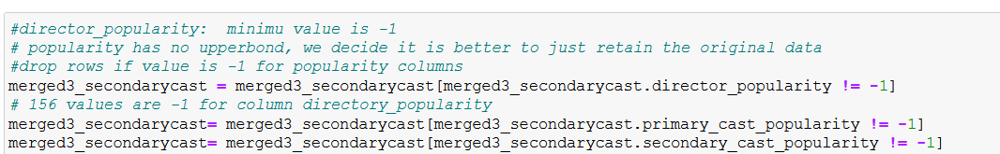 #director_popularity:  minimu value is -1
# popularity has no upperbond, we decide it is better to just retain the original data
#drop rows if value is -1 for popularity columns
merged3_secondarycast = merged3_secondarycast[merged3_secondarycast.director_popularity != -1]
# 156 values are -1 for column directory_popularity
merged3_secondarycast= merged3_secondarycast[merged3_secondarycast.primary_cast_popularity != -1]
merged3_secondarycast= merged3_secondarycast[merged3_secondarycast.secondary_cast_popularity != -1]